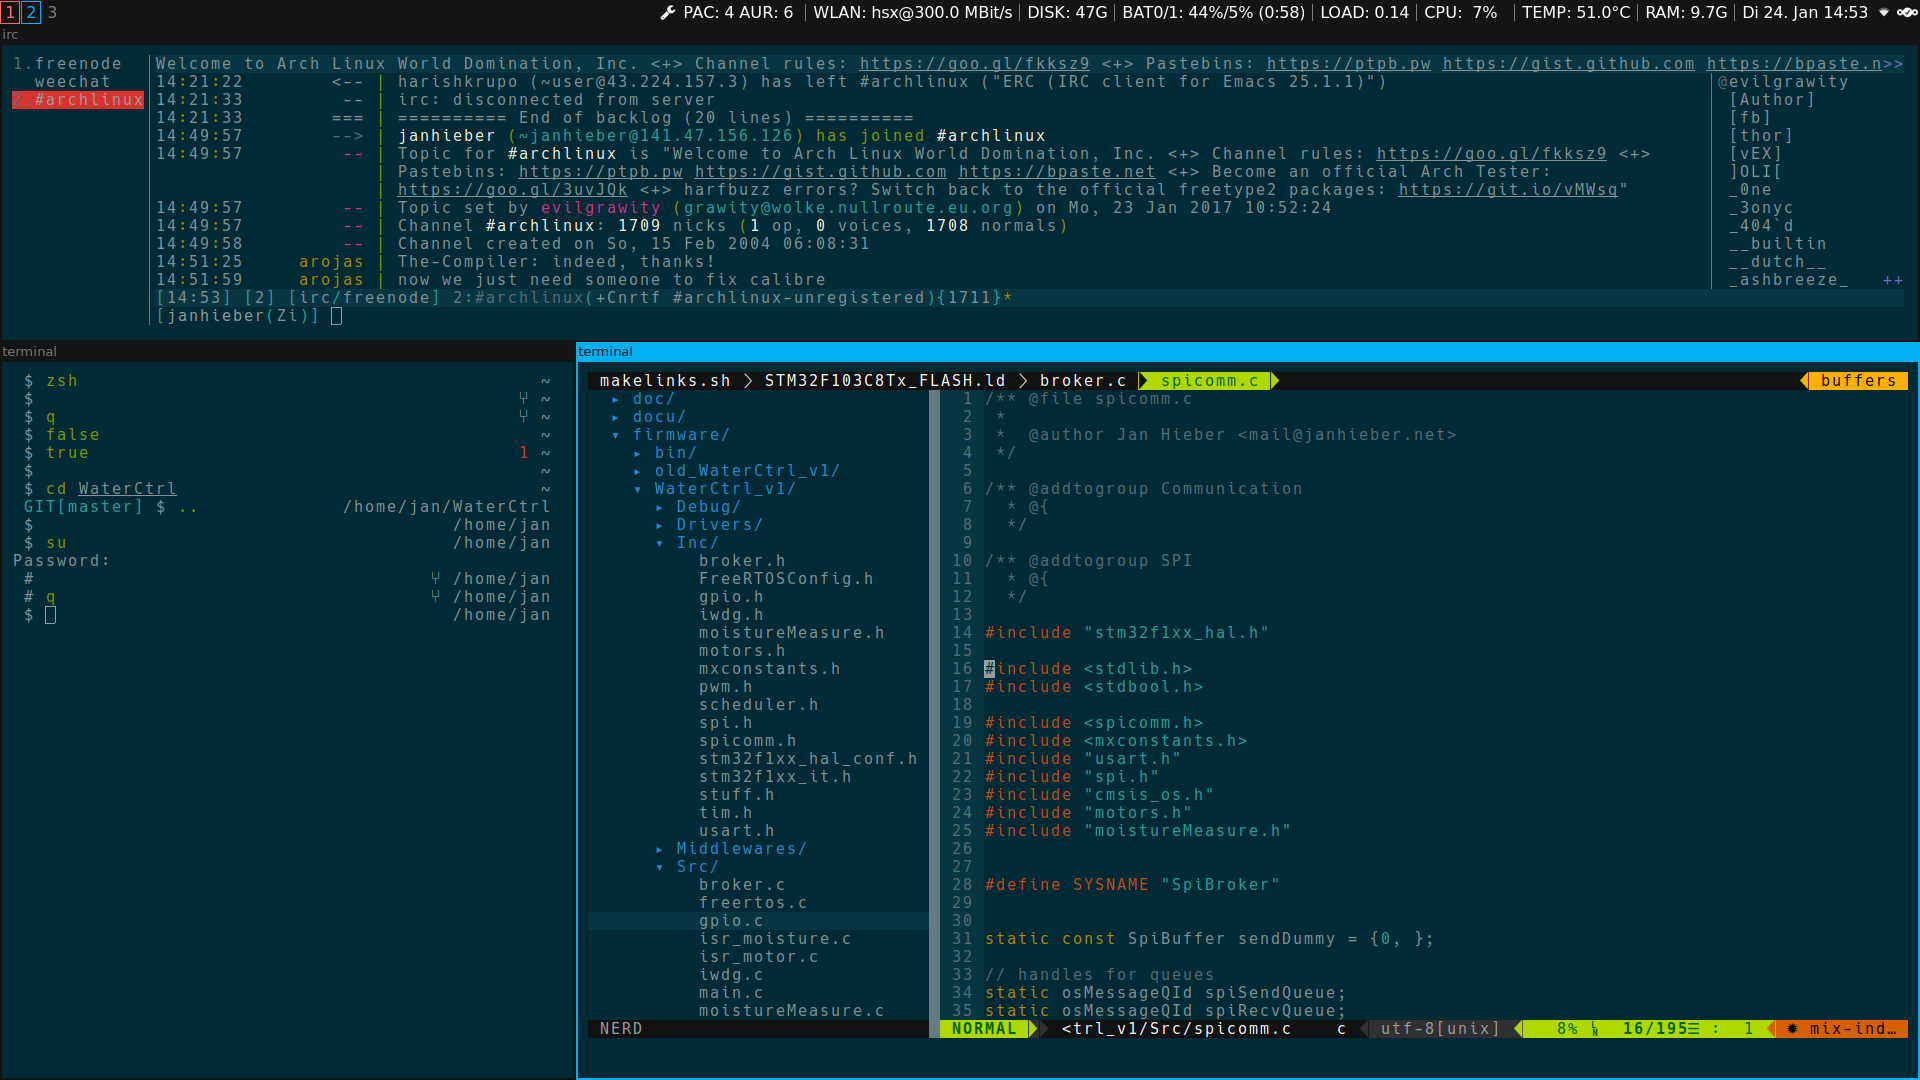 1 2 3 PAC: 4 AUR: 6 | WLAN: hsx@300.0 MBit/s | DISK: 47G | BAT0/1: 44%/5% (0:58) | LOAD: 0.14 | CPU: 7% | TEMP: 51.0°C | RAM: 9.7G | Di 24. Jan 14:53
irc
1.freenode
weechat
2.#archlinux
Welcome to Arch Linux World Domination, Inc. <+> Channel rules: https://goo.gl/fkksz9 <+> Pastebins: https://ptpb.pw https://gist.github.com https://bpaste.n>>
14:21:22 <-- | harishkrupo (~user@43.224.157.3) has left #archlinux ("ERC (IRC client for Emacs 25.1.1)")
14:21:33 -- | irc: disconnected from server
14:21:33 === | ========== End of backlog (20 lines) ==========
14:49:57 --> | janhieber (~janhieber@141.47.156.126) has joined #archlinux
14:49:57 -- | Topic for #archlinux is "Welcome to Arch Linux World Domination, Inc. <+> Channel rules: https://goo.gl/fkksz9 <+>
| Pastebins: https://ptpb.pw https://gist.github.com https://bpaste.net <+> Become an official Arch Tester:
| https://goo.gl/3uvJQk <+> harfbuzz errors? Switch back to the official freetype2 packages: https://git.io/vMWsq"
14:49:57 -- | Topic set by evilgrawity (grawity@wolke.nullroute.eu.org) on Mo, 23 Jan 2017 10:52:24
14:49:57 -- | Channel #archlinux: 1709 nicks (1 op, 0 voices, 1708 normals)
14:49:58 -- | Channel created on So, 15 Feb 2004 06:08:31
14:51:25 arojas | The-Compiler: indeed, thanks!
14:51:59 arojas | now we just need someone to fix calibre
[14:53] [2] [irc/freenode] 2:#archlinux(+Cnrtf #archlinux-unregistered){1711}*
[janhieber(Zi)]
@evilgrawity
[Author]
[fb]
[thor]
[vEX]
]OLI[
_0ne
_3onyc
_404`d
__builtin
__dutch__
_ashbreeze_ ++
terminal
$ zsh ~
$ ⑂ ~
$ q ⑂ ~
$ false ~
$ true 1 ~
$ ~
$ cd WaterCtrl ~
GIT[master] $ .. /home/jan/WaterCtrl
$ /home/jan
$ su /home/jan
Password:
# ⑂ /home/jan
# q ⑂ /home/jan
$ /home/jan
terminal
makelinks.sh > STM32F103C8Tx_FLASH.ld > broker.c spicomm.c buffers
▸ doc/
▸ docu/
▾ firmware/
▸ bin/
▸ old_WaterCtrl_v1/
▾ WaterCtrl_v1/
▸ Debug/
▸ Drivers/
▾ Inc/
broker.h
FreeRTOSConfig.h
gpio.h
iwdg.h
moistureMeasure.h
motors.h
mxconstants.h
pwm.h
scheduler.h
spi.h
spicomm.h
stm32f1xx_hal_conf.h
stm32f1xx_it.h
stuff.h
tim.h
usart.h
▸ Middlewares/
▾ Src/
broker.c
freertos.c
gpio.c
isr_moisture.c
isr_motor.c
iwdg.c
main.c
moistureMeasure.c
NERD
1 /** @file spicomm.c
2  *
3  *  @author Jan Hieber <mail@janhieber.net>
4  */
5
6 /** @addtogroup Communication
7   * @{
8   */
9
10 /** @addtogroup SPI
11   * @{
12   */
13
14 #include "stm32f1xx_hal.h"
15
16 #include <stdlib.h>
17 #include <stdbool.h>
18
19 #include <spicomm.h>
20 #include <mxconstants.h>
21 #include "usart.h"
22 #include "spi.h"
23 #include "cmsis_os.h"
24 #include "motors.h"
25 #include "moistureMeasure.h"
26
27
28 #define SYSNAME "SpiBroker"
29
30
31 static const SpiBuffer sendDummy = {0, };
32
33 // handles for queues
34 static osMessageQId spiSendQueue;
35 static osMessageQId spiRecvQueue;
NORMAL <trl_v1/Src/spicomm.c c utf-8[unix] 8% ␤ 16/195☰ : 1 ✹ mix-ind…